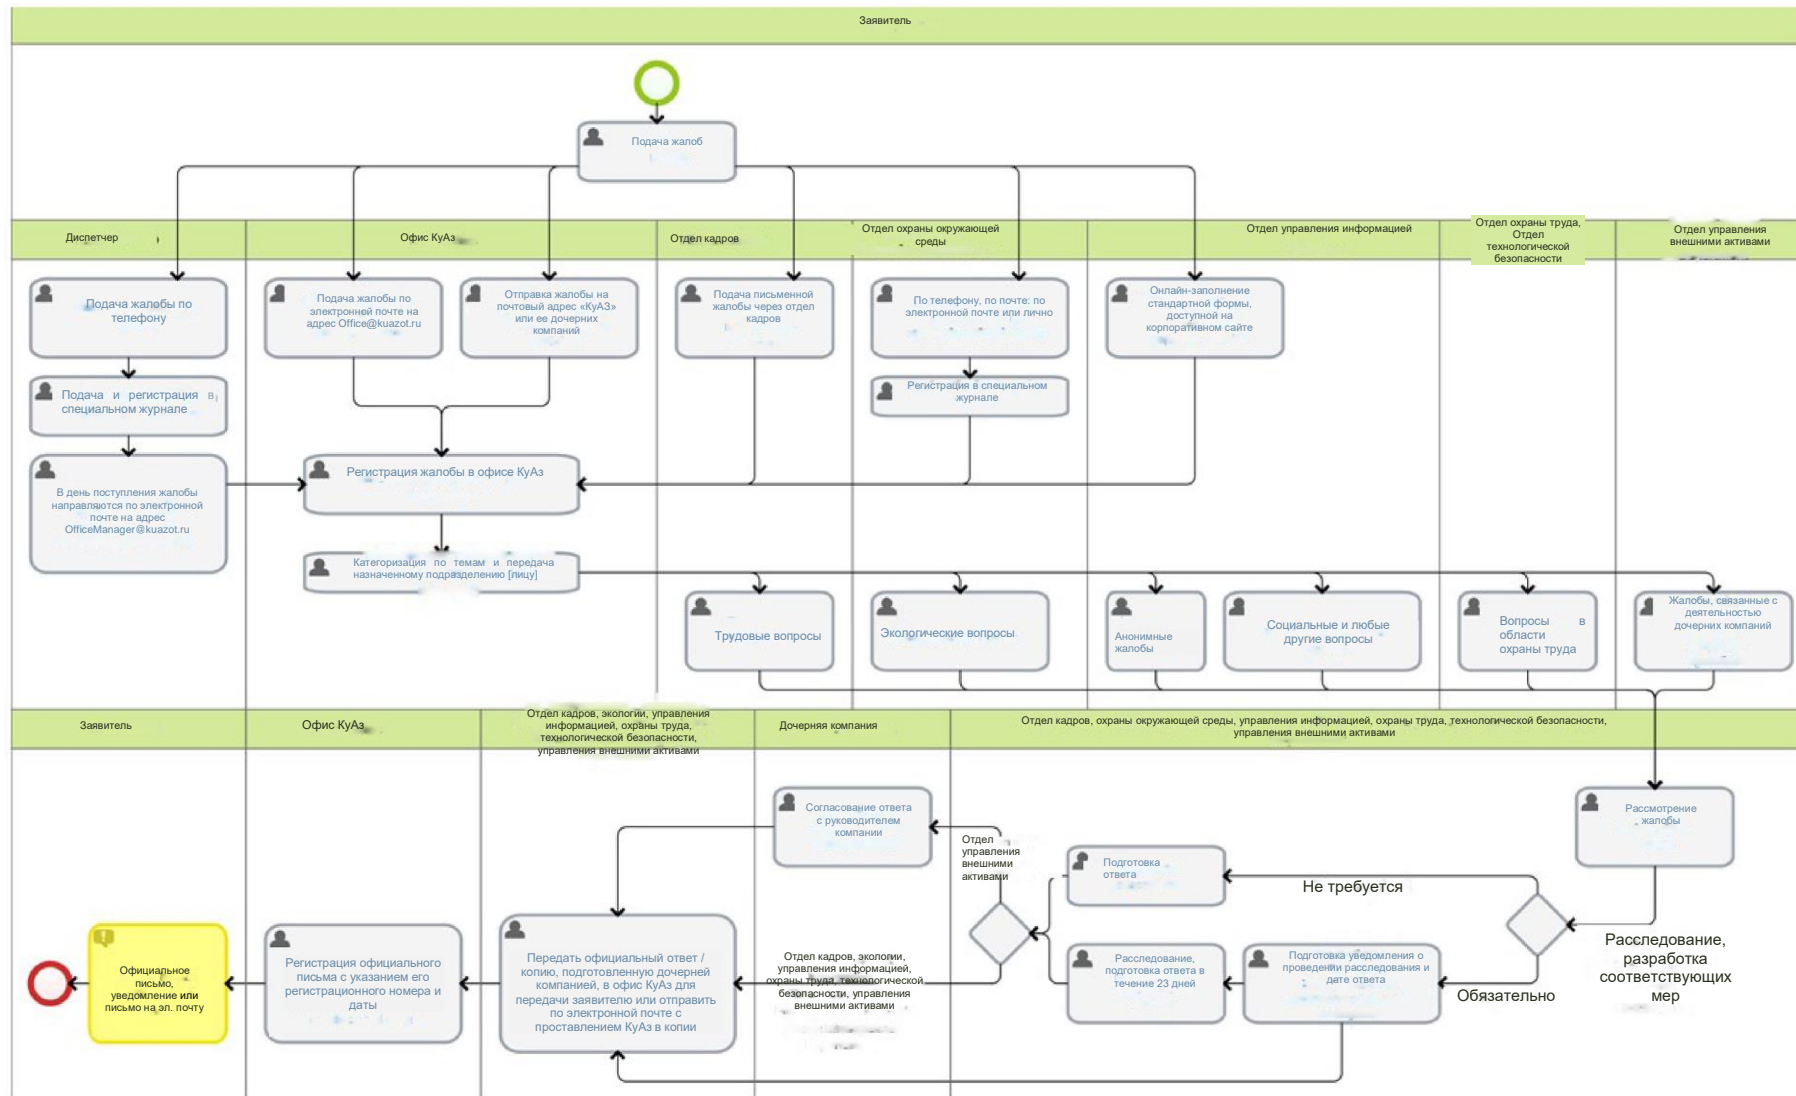 Заявитель
Подача жалоб
Диспетчер
Офис КуАз
Отдел кадров
Отдел охраны окружающей
среды
Отдел управления информацией
Отдел охраны труда,
Отдел
технологической
безопасности
Отдел управления
внешними активами
Подача жалобы по
телефону
Подача жалобы по
электронной почте на
адрес Office@kuazot.ru
Отправка жалобы на
почтовый адрес «КуАЗ»
или ее дочерних
компаний
Подача письменной
жалобы через отдел
кадров
По телефону, по почте: по
электронной почте или лично
Онлайн-заполнение
стандартной формы,
доступной на
корпоративном сайте
Подача и регистрация в
специальном журнале
Регистрация в специальном
журнале
В день поступления жалобы
направляются по электронной
почте на адрес
OfficeManager@kuazot.ru
Регистрация жалобы в офисе КуАз
Категоризация по темам и передача
назначенному подразделению [лицу]
Трудовые вопросы
Экологические вопросы
Анонимные
жалобы
Социальные и любые
другие вопросы
Вопросы в
области
охраны труда
Жалобы, связанные с
деятельностью
дочерних компаний
Заявитель
Офис КуАз
Отдел кадров, экологии, управления
информацией, охраны труда,
технологической безопасности,
управления внешними активами
Дочерняя компания
Отдел кадров, охраны окружающей среды, управления информацией, охраны труда, технологической безопасности,
управления внешними активами
Согласование ответа
с руководителем
компании
Отдел
управления
внешними
активами
Подготовка
ответа
Не требуется
Рассмотрение
жалобы
Официальное
письмо,
уведомление или
письмо на эл. почту
Регистрация официального
письма с указанием его
регистрационного номера и
даты
Передать официальный ответ /
копию, подготовленную дочерней
компанией, в офис КуАз для
передачи заявителю или отправить
по электронной почте с
проставлением КуАз в копии
Отдел кадров, экологии,
управления информацией,
охраны труда, технологической
безопасности, управления
внешними активами
Расследование,
подготовка ответа в
течение 23 дней
Подготовка уведомления о
проведении расследования и
дате ответа
Обязательно
Расследование,
разработка
соответствующих
мер